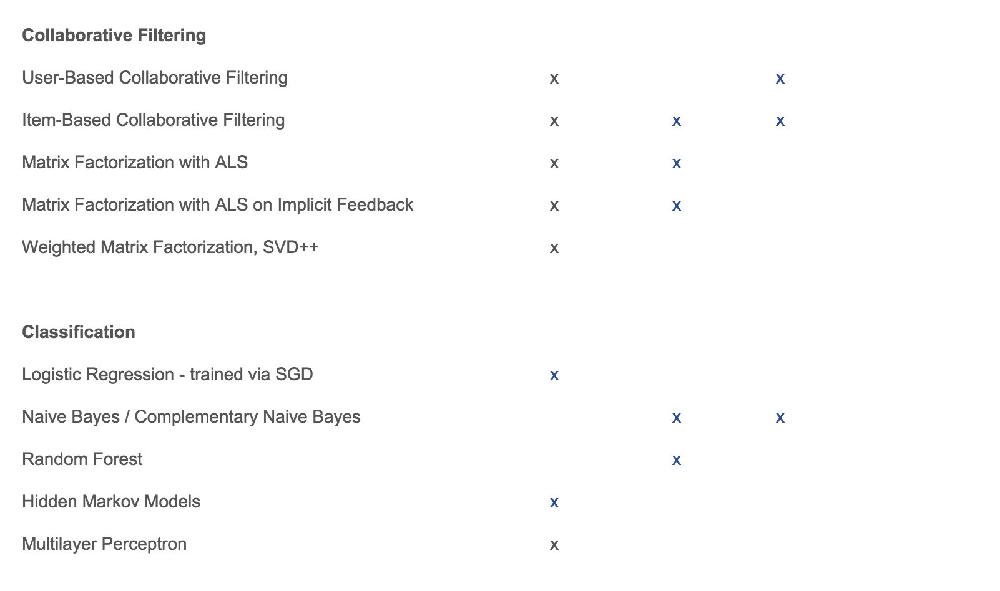 Collaborative Filtering
User-Based Collaborative Filtering x x
Item-Based Collaborative Filtering x x x
Matrix Factorization with ALS x x
Matrix Factorization with ALS on Implicit Feedback x x
Weighted Matrix Factorization, SVD++ x
Classification
Logistic Regression - trained via SGD x
Naive Bayes / Complementary Naive Bayes x x
Random Forest x
Hidden Markov Models x
Multilayer Perceptron x